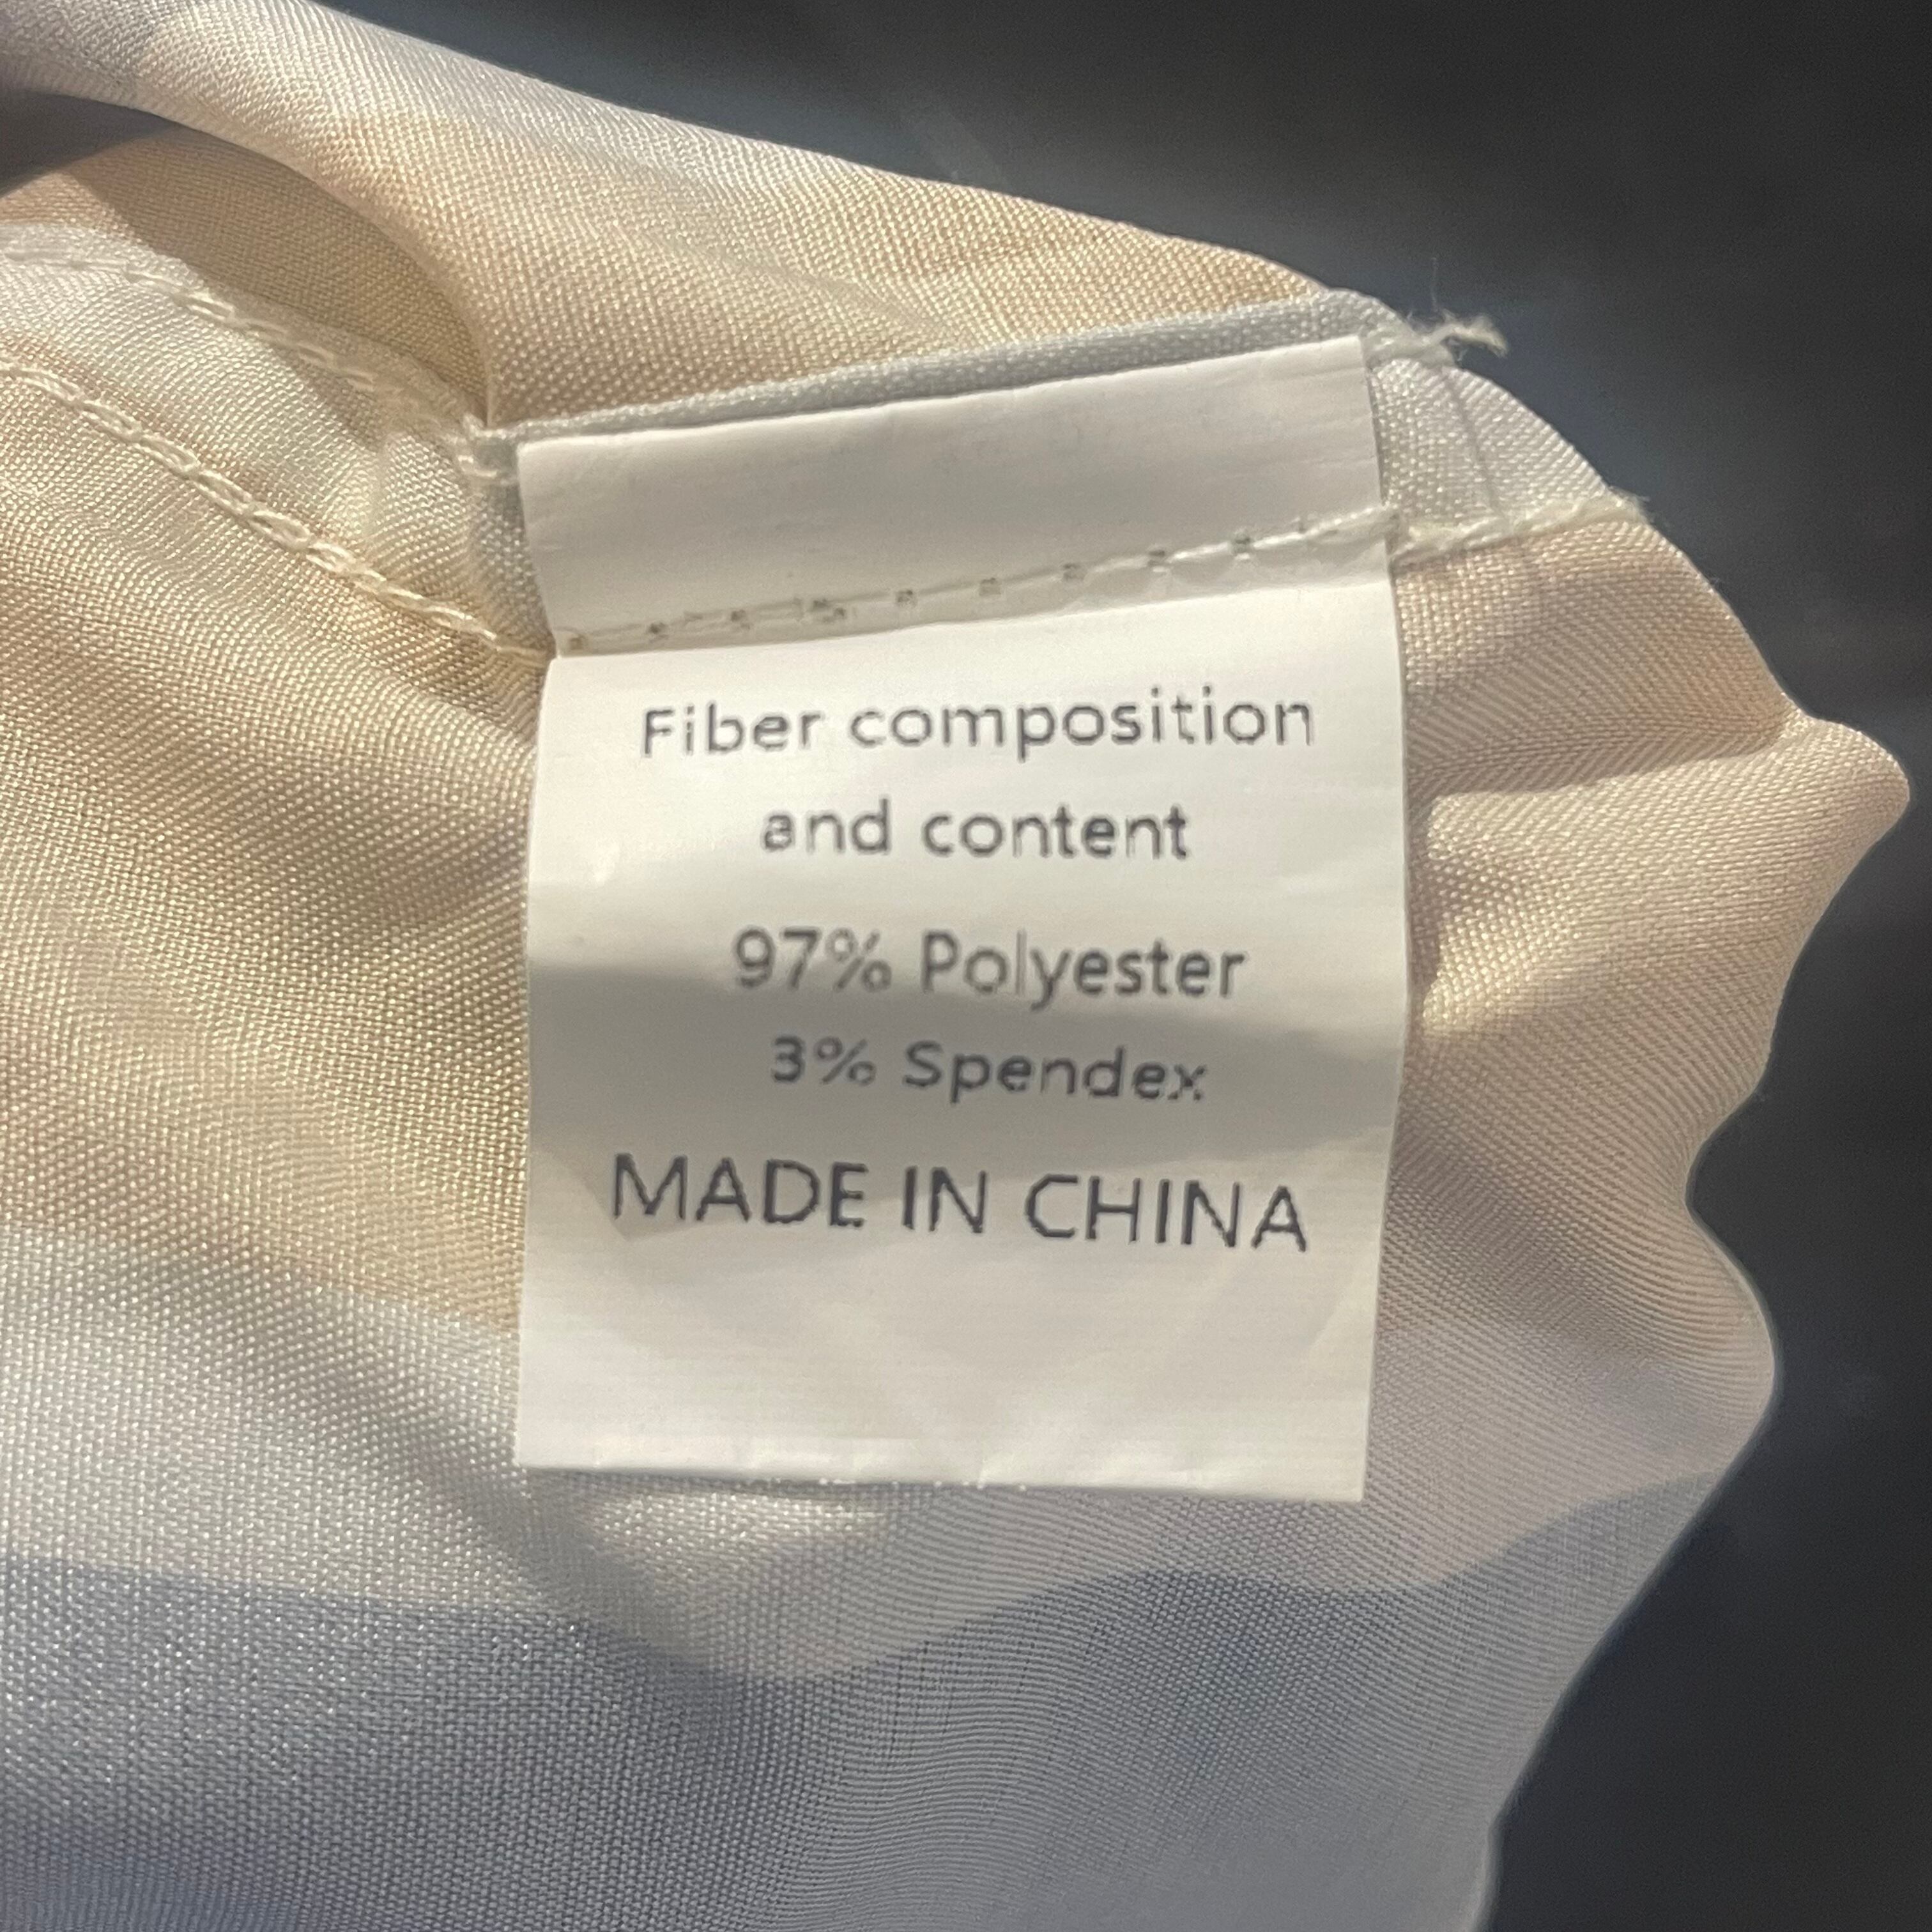 Fiber composition
and content
97% Polyester
3% Spendex
MADE IN CHINA